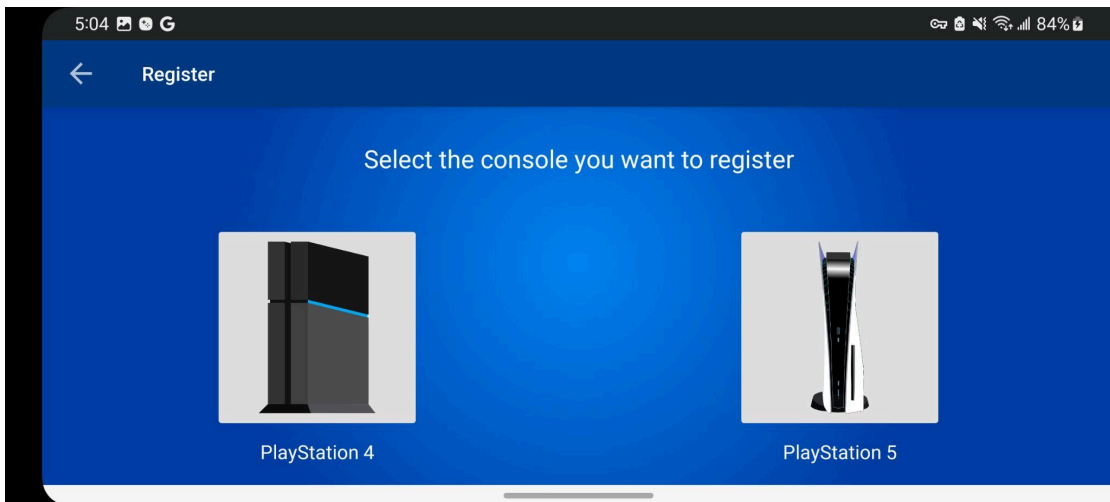 5:04 G 84%
Register
Select the console you want to register
PlayStation 4
PlayStation 5